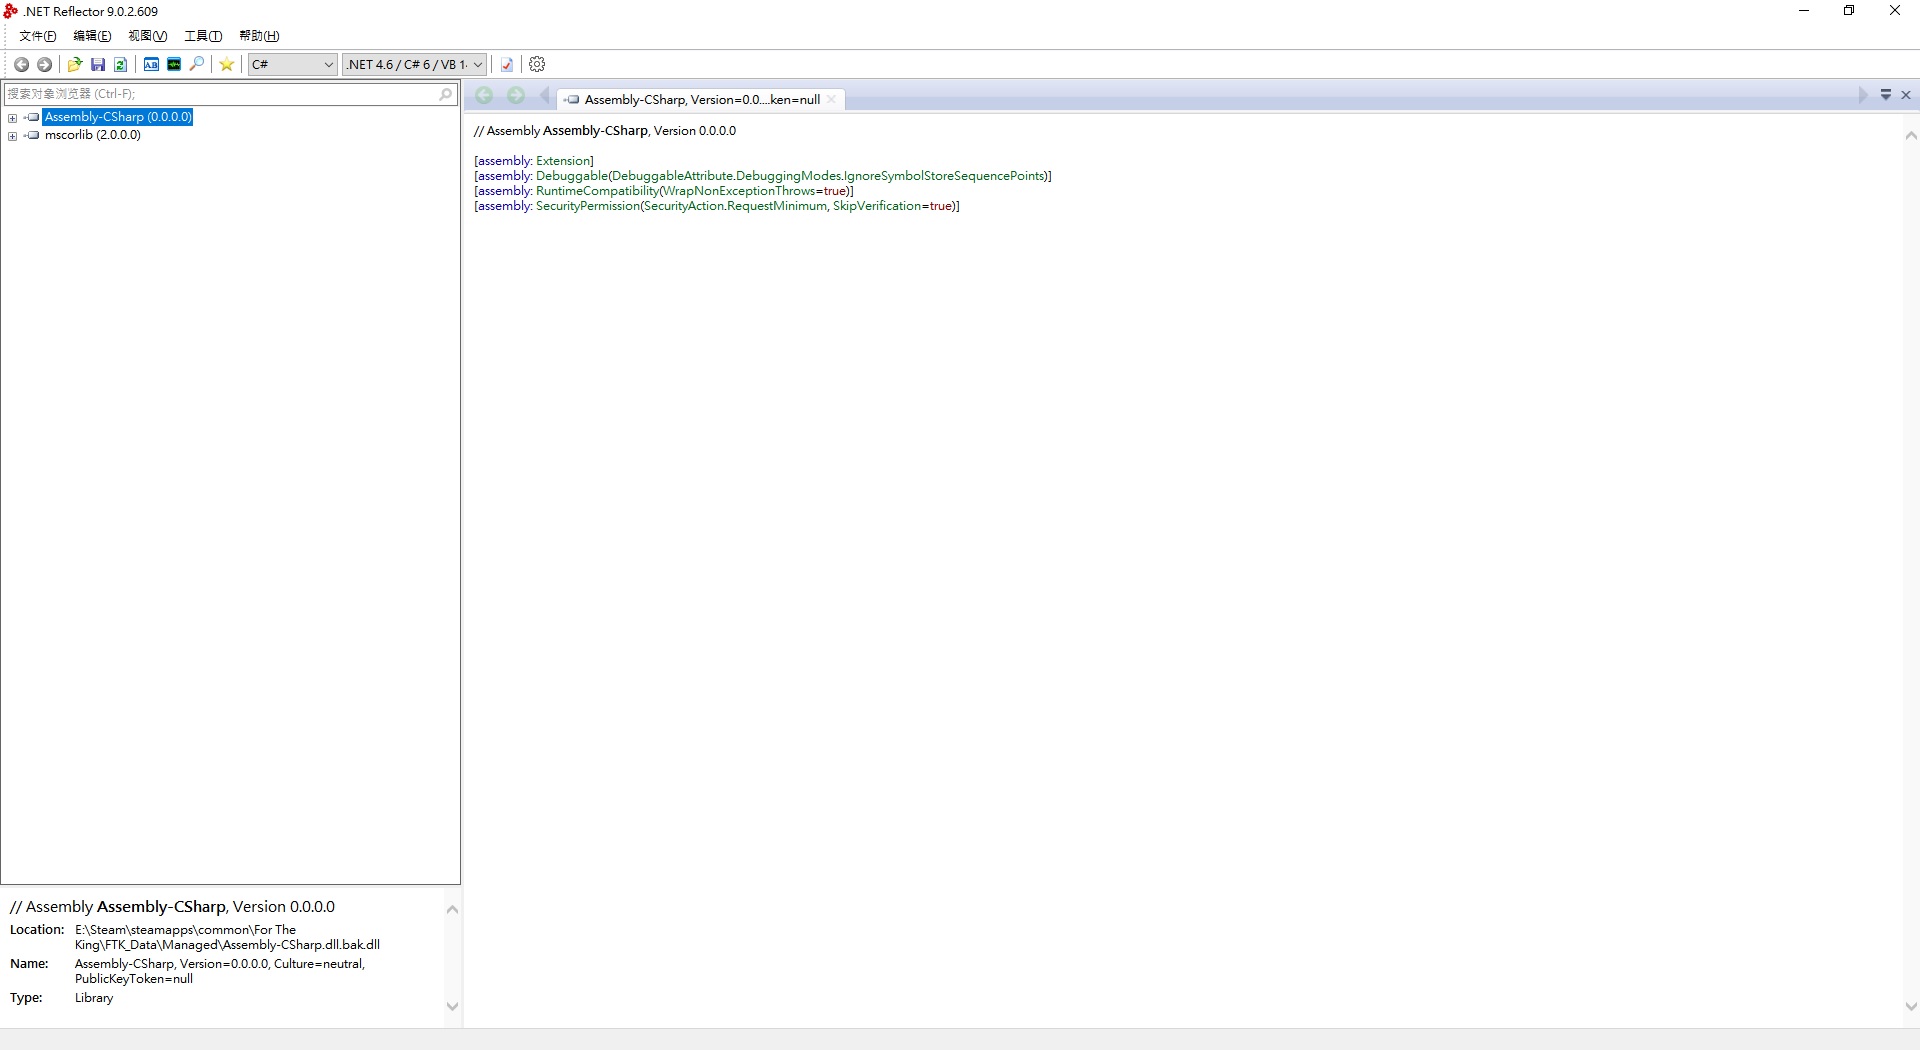 .NET Reflector 9.0.2.609
文件(F) 编辑(E) 视图(V) 工具(T) 帮助(H)
C# .NET 4.6 / C# 6 / VB 1
搜索对象浏览器 (Ctrl-F);
Assembly-CSharp (0.0.0.0)
mscorlib (2.0.0.0)
Assembly-CSharp, Version=0.0....ken=null
// Assembly Assembly-CSharp, Version 0.0.0.0
[assembly: Extension]
[assembly: Debuggable(DebuggableAttribute.DebuggingModes.IgnoreSymbolStoreSequencePoints)]
[assembly: RuntimeCompatibility(WrapNonExceptionThrows=true)]
[assembly: SecurityPermission(SecurityAction.RequestMinimum, SkipVerification=true)]
// Assembly Assembly-CSharp, Version 0.0.0.0
Location: E:\Steam\steamapps\common\For The
King\FTK_Data\Managed\Assembly-CSharp.dll.bak.dll
Name: Assembly-CSharp, Version=0.0.0.0, Culture=neutral,
PublicKeyToken=null
Type: Library